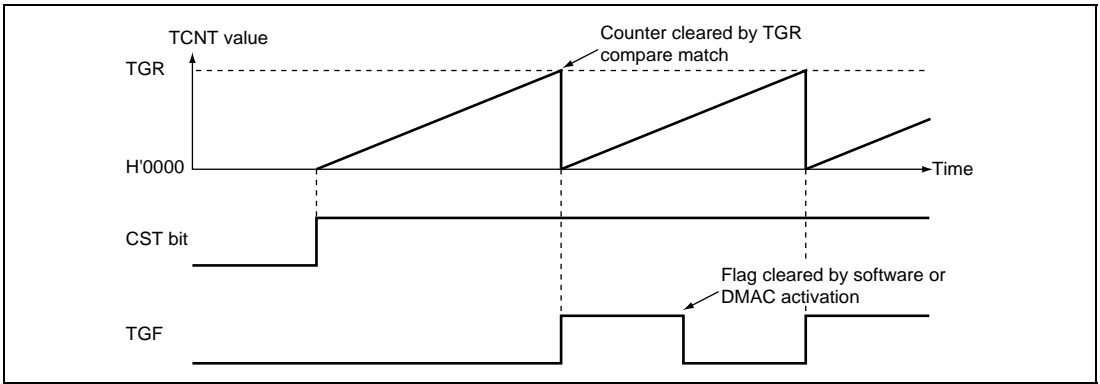 TCNT value
Counter cleared by TGR
compare match
TGR
H'0000
Time
CST bit
Flag cleared by software or
DMAC activation
TGF